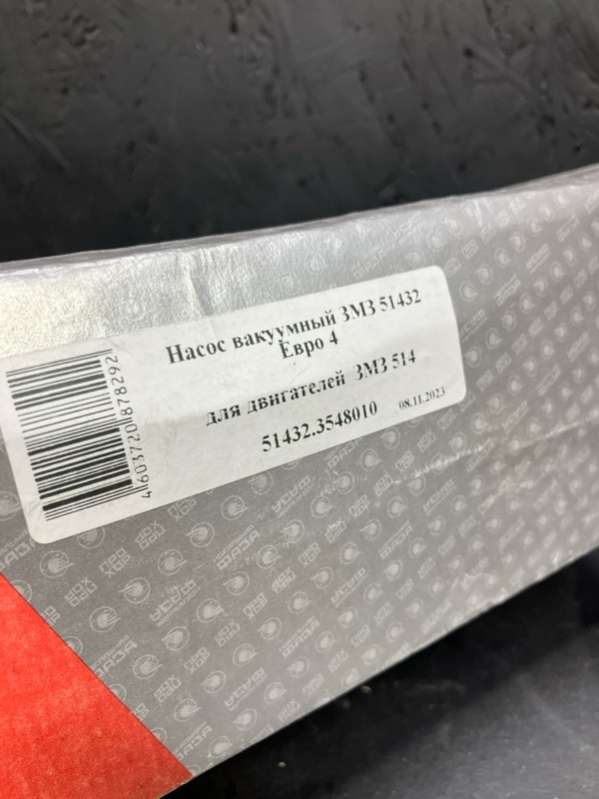 Насос вакуумный ЗМЗ 51432
Евро 4
для двигателей ЗМЗ 514
51432.3548010 08.11.2023
4603720878292